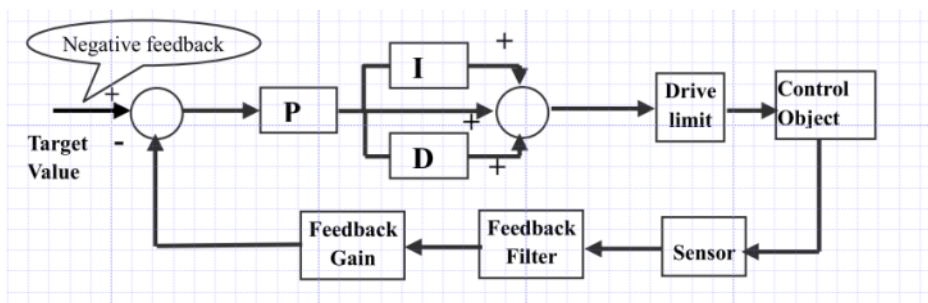 Negative feedback
+
-
Target
Value
P
I
D
+
+
+
Drive
limit
Control
Object
Sensor
Feedback
Filter
Feedback
Gain